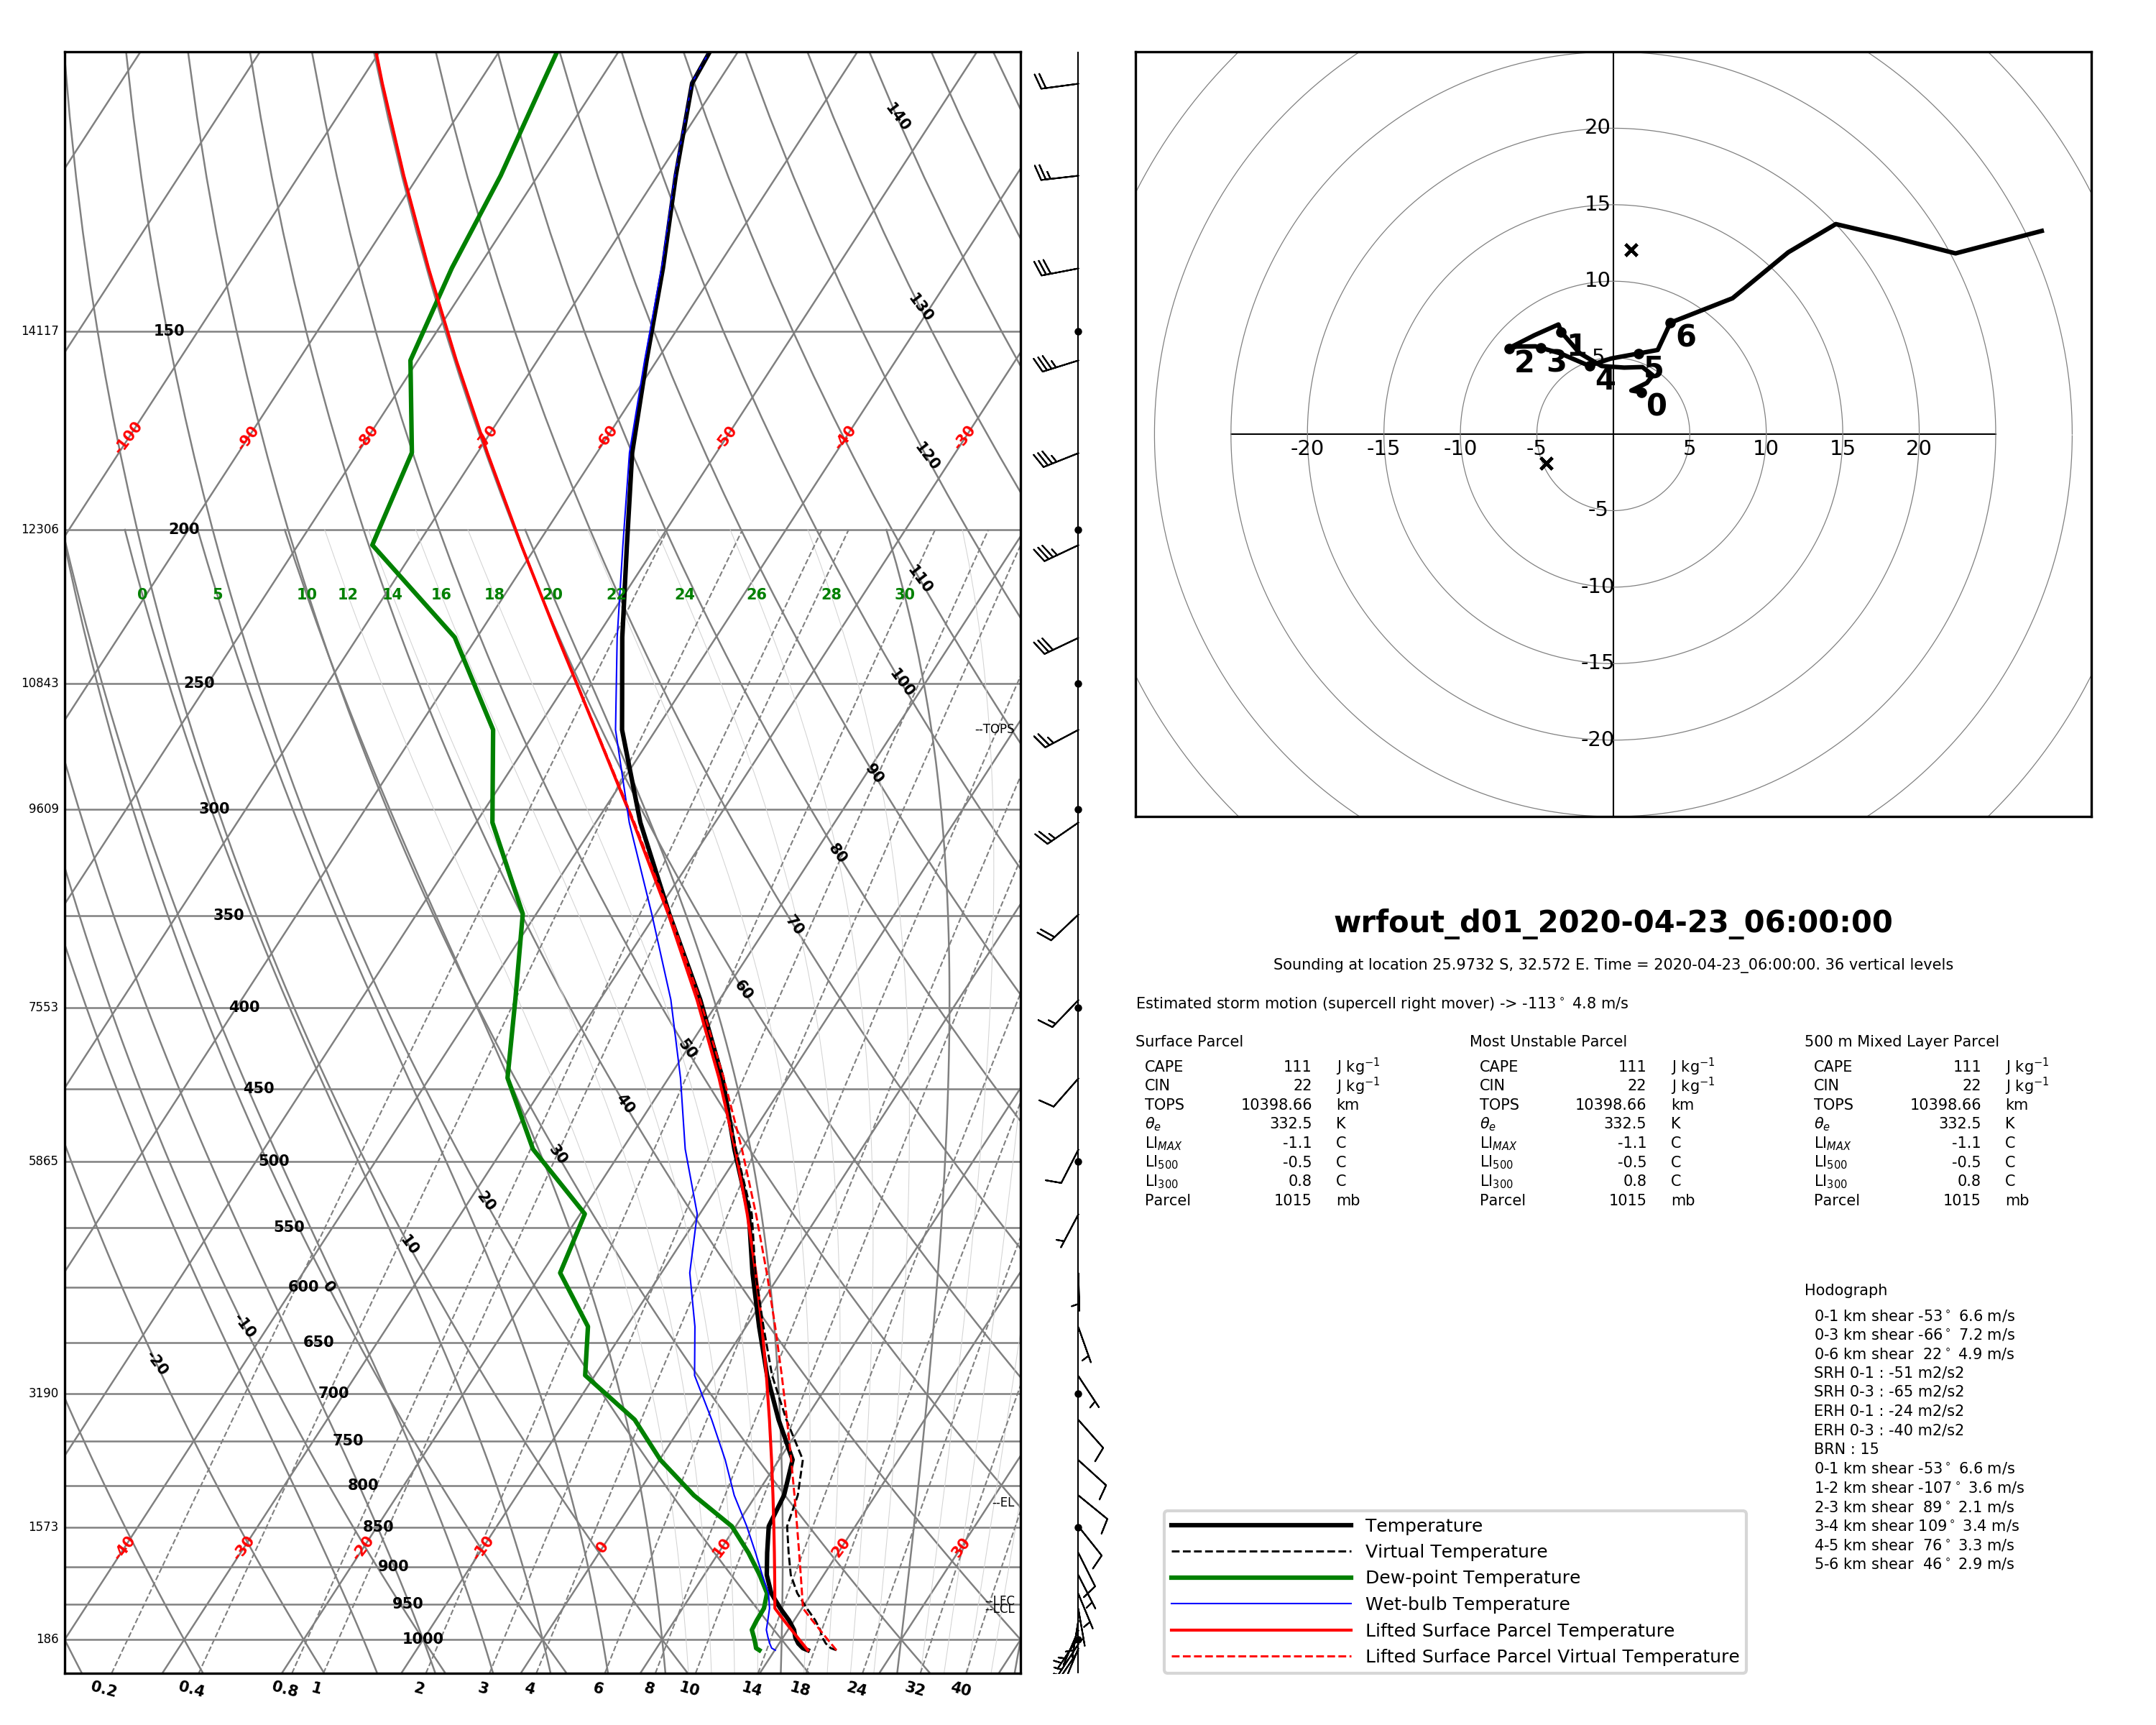 140
130
14117 150
-100 -90 -80 -70 -60 -50 -40 -30
120
12306 200
110
0 5 10 12 14 16 18 20 22 24 26 28 30
10843 250
100
--TOPS
90
9609 300
80
350
70
60
7553 400
50
450
40
5865 500
30
20
550
10
600 0
-10
650
-20
3190 700
750
800
--EL
1573 850
-40 -30 -20 -10 0 10 20 30
900
950
--LFC
--LCL
186 1000
0.2 0.4 0.8 1 2 3 4 6 8 10 14 18 24 32 40
20
15
10
5
-20 -15 -10 -5 5 10 15 20
-5
-10
-15
-20
0 1 2 3 4 5 6
wrfout_d01_2020-04-23_06:00:00
Sounding at location 25.9732 S, 32.572 E. Time = 2020-04-23_06:00:00. 36 vertical levels
Estimated storm motion (supercell right mover) -> -113° 4.8 m/s
Surface Parcel Most Unstable Parcel 500 m Mixed Layer Parcel
CAPE 111 J kg⁻¹ CAPE 111 J kg⁻¹ CAPE 111 J kg⁻¹
CIN 22 J kg⁻¹ CIN 22 J kg⁻¹ CIN 22 J kg⁻¹
TOPS 10398.66 km TOPS 10398.66 km TOPS 10398.66 km
θe 332.5 K θe 332.5 K θe 332.5 K
LIMAX -1.1 C LIMAX -1.1 C LIMAX -1.1 C
LI500 -0.5 C LI500 -0.5 C LI500 -0.5 C
LI300 0.8 C LI300 0.8 C LI300 0.8 C
Parcel 1015 mb Parcel 1015 mb Parcel 1015 mb
Hodograph
0-1 km shear -53° 6.6 m/s
0-3 km shear -66° 7.2 m/s
0-6 km shear 22° 4.9 m/s
SRH 0-1 : -51 m2/s2
SRH 0-3 : -65 m2/s2
ERH 0-1 : -24 m2/s2
ERH 0-3 : -40 m2/s2
BRN : 15
0-1 km shear -53° 6.6 m/s
1-2 km shear -107° 3.6 m/s
2-3 km shear 89° 2.1 m/s
3-4 km shear 109° 3.4 m/s
4-5 km shear 76° 3.3 m/s
5-6 km shear 46° 2.9 m/s
Temperature
Virtual Temperature
Dew-point Temperature
Wet-bulb Temperature
Lifted Surface Parcel Temperature
Lifted Surface Parcel Virtual Temperature